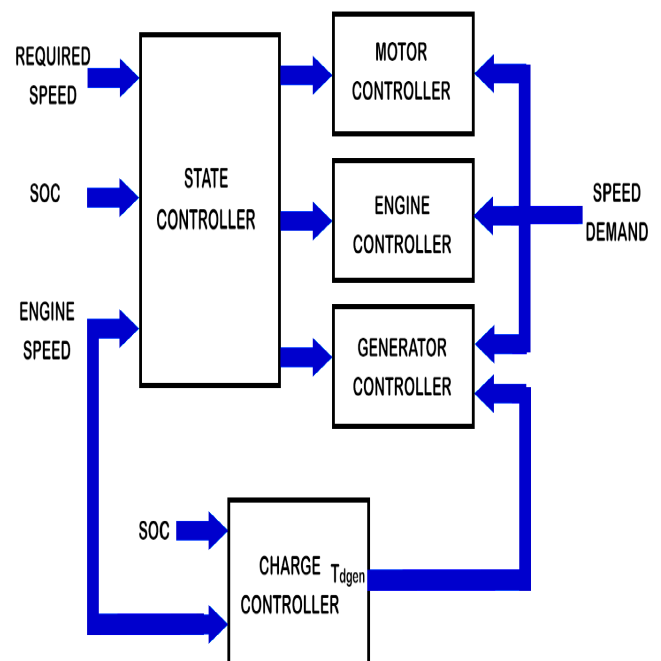 REQUIRED
SPEED
SOC
ENGINE
SPEED
STATE
CONTROLLER
MOTOR
CONTROLLER
ENGINE
CONTROLLER
GENERATOR
CONTROLLER
SPEED
DEMAND
SOC
CHARGE
CONTROLLER
Tdgen